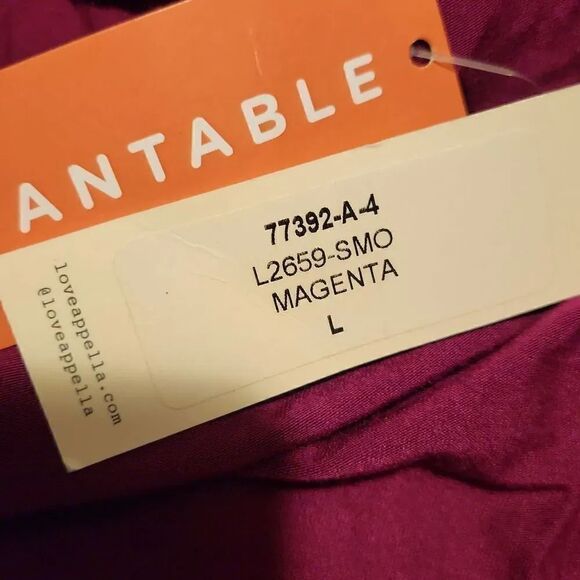 ANTABLE
77392-A-4
L2659-SMO
MAGENTA
L
loveappella.com
@loveappella